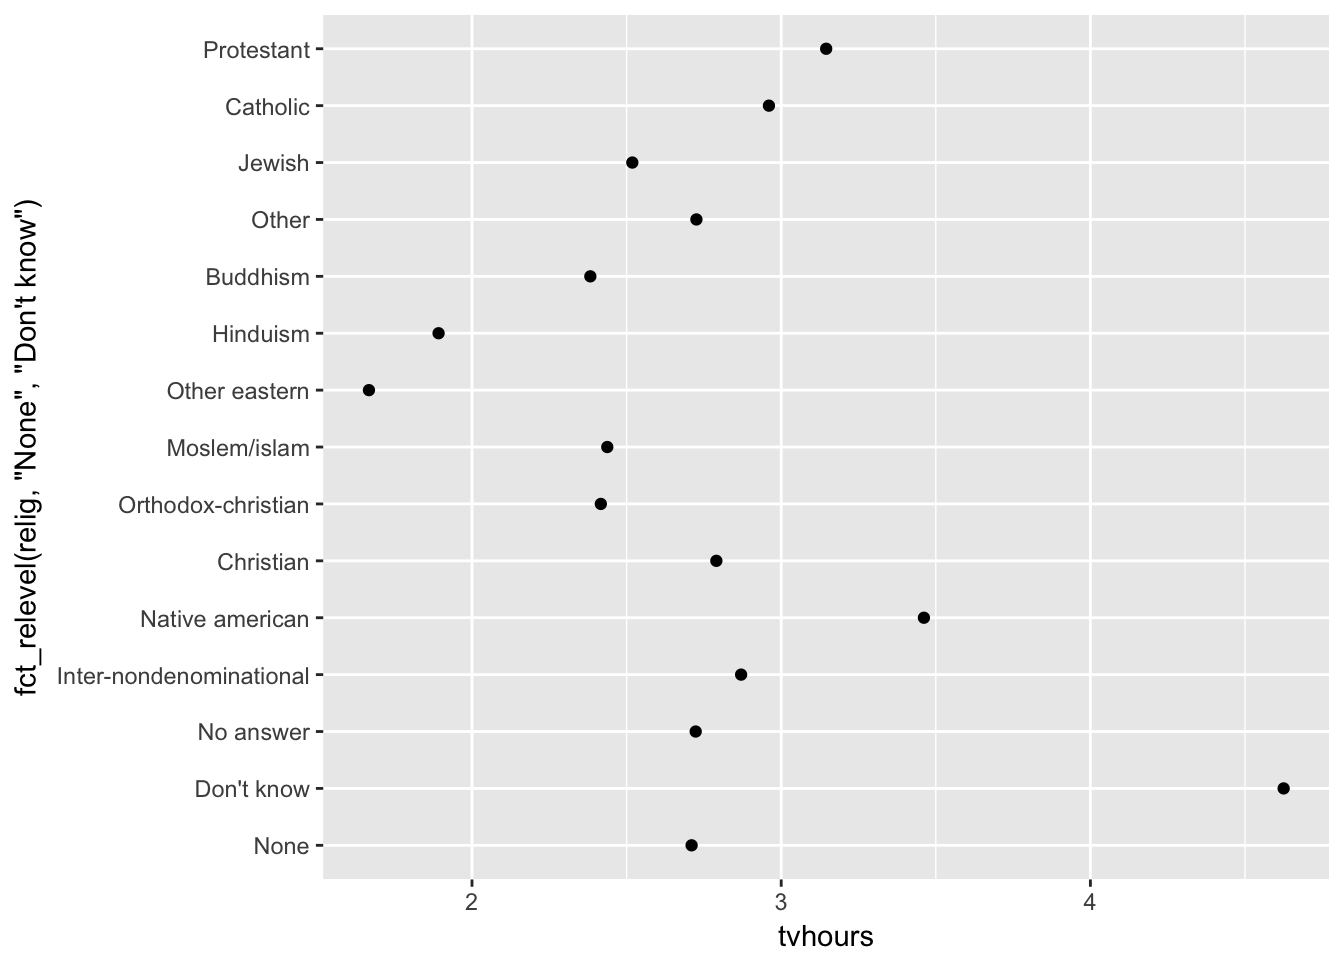 fct_relevel(relig, "None", "Don't know")
Protestant
Catholic
Jewish
Other
Buddhism
Hinduism
Other eastern
Moslem/islam
Orthodox-christian
Christian
Native american
Inter-nondenominational
No answer
Don't know
None
2 3 4
tvhours